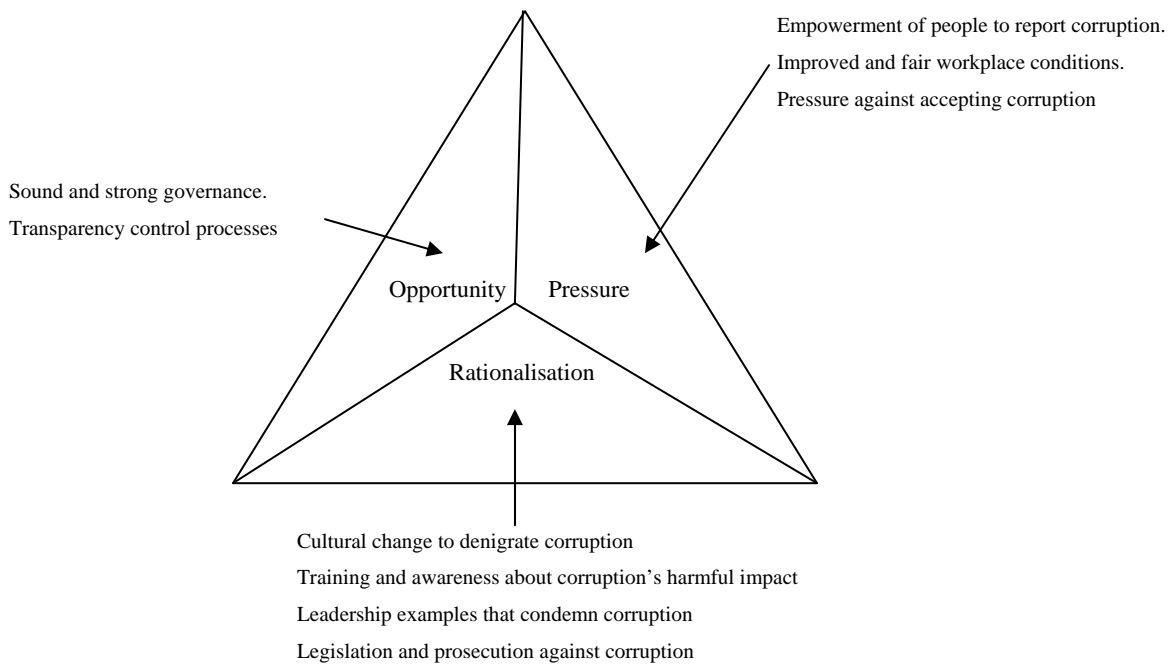 Empowerment of people to report corruption.
Improved and fair workplace conditions.
Pressure against accepting corruption
Sound and strong governance.
Transparency control processes
Opportunity
Pressure
Rationalisation
Cultural change to denigrate corruption
Training and awareness about corruption’s harmful impact
Leadership examples that condemn corruption
Legislation and prosecution against corruption